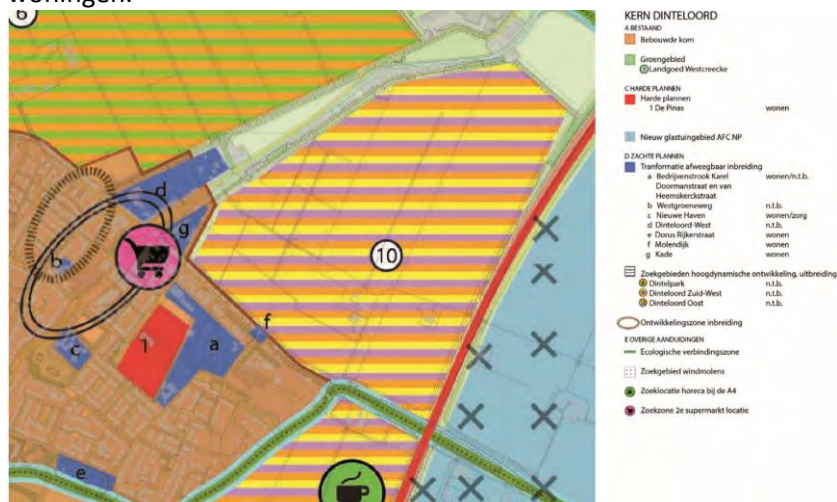 woningen.
6
d
g
b
10
f
1
a
c
e
KERN DINTELOORD
A BESTAAND
Bebouwde kom
Groengebied
Landgoed Westcreecke
C HARDE PLANNEN
Harde plannen
1 De Pinas wonen
Nieuw glastuingebied AFC NP
D ZACHTE PLANNEN
Tranformatie afweegbaar inbreiding
a Bedrijvenstrook Karel wonen/n.t.b.
Doormanstraat en van
Heemskerckstraat
b Westgroeneweg n.t.b.
c Nieuwe Haven wonen/zorg
d Dinteloord-West n.t.b.
e Dorus Rijkerstraat wonen
f Molendijk wonen
g Kade wonen
Zoekgebieden hoogdynamische ontwikkeling, uitbreiding
Dintelpark n.t.b.
Dinteloord Zuid-West n.t.b.
Dinteloord Oost n.t.b.
Ontwikkelingszone inbreiding
E OVERIGE AANDUIDINGEN
Ecologische verbindingszone
Zoekgebied windmolens
Zoeklocatie horeca bij de A4
Zoekzone 2e supermarkt locatie